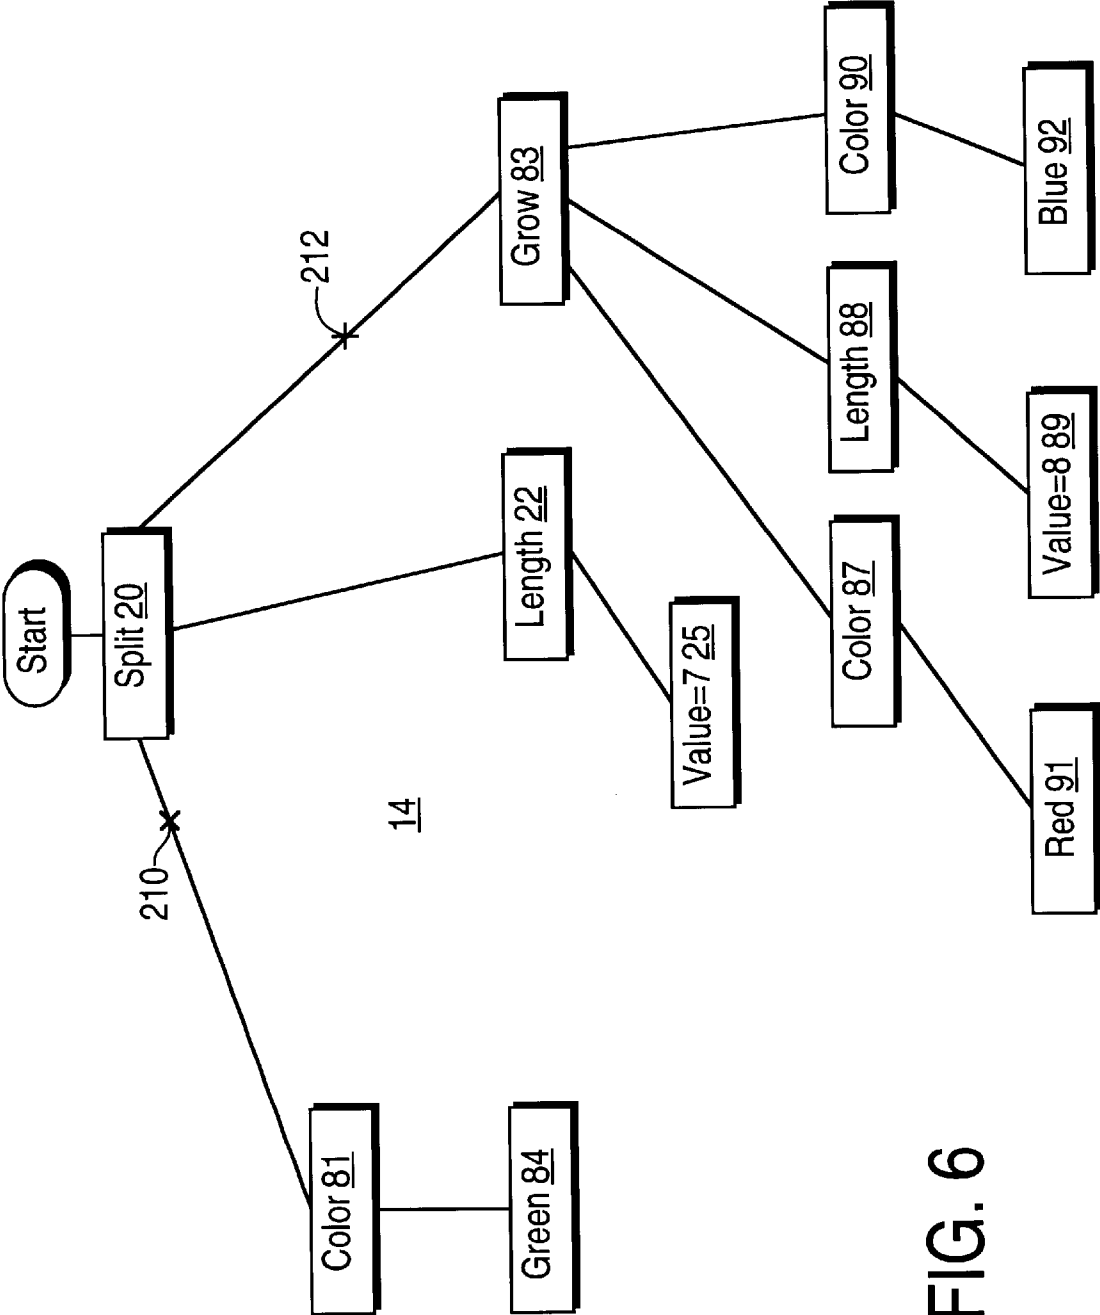 Start
Split 20
210
212
Color 81
Green 84
14
Length 22
Value=7 25
Grow 83
Color 87
Red 91
Length 88
Value=8 89
Color 90
Blue 92
FIG. 6